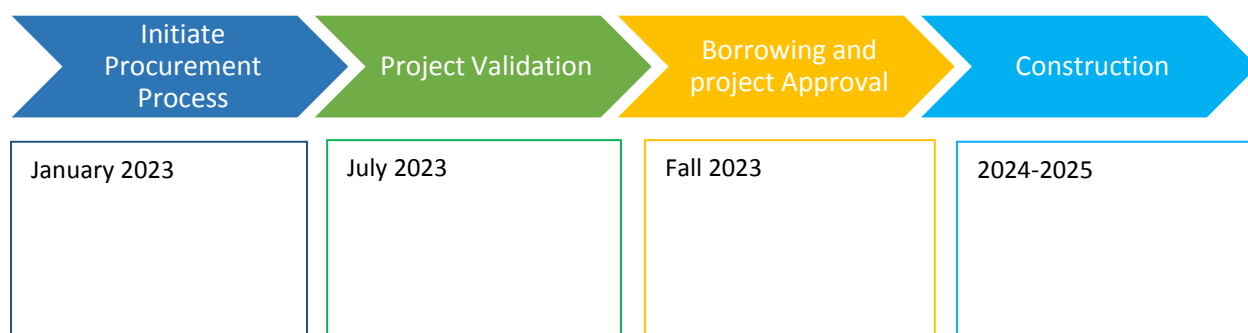 Initiate
Procurement
Process
Project Validation
Borrowing and
project Approval
Construction
January 2023
July 2023
Fall 2023
2024-2025